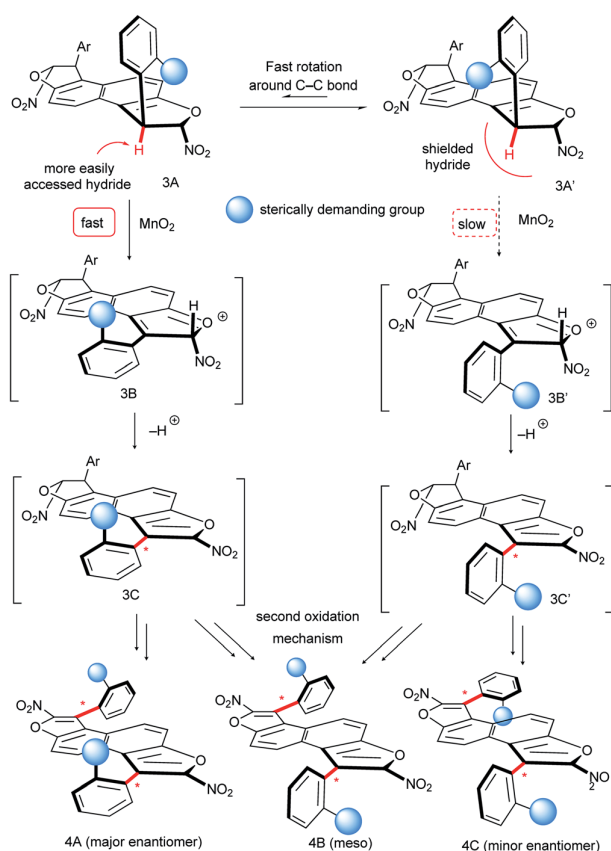 Ar
O
O₂N
O
H
NO₂
3A
more easily
accessed hydride
Fast rotation
around C–C bond
Ar
O
O₂N
O
H
NO₂
3A'
shielded
hydride
fast
MnO₂
sterically demanding group
slow
MnO₂
Ar
O
O₂N
H
O
⊕
NO₂
3B
Ar
O
O₂N
H
O
⊕
NO₂
3B'
–H⊕
–H⊕
Ar
O
O₂N
O
NO₂
*
3C
Ar
O
O₂N
O
NO₂
*
3C'
second oxidation
mechanism
O₂N
O
*
O
NO₂
*
4A (major enantiomer)
O₂N
O
*
O
NO₂
*
4B (meso)
O₂N
O
*
O
NO
2
*
4C (minor enantiomer)